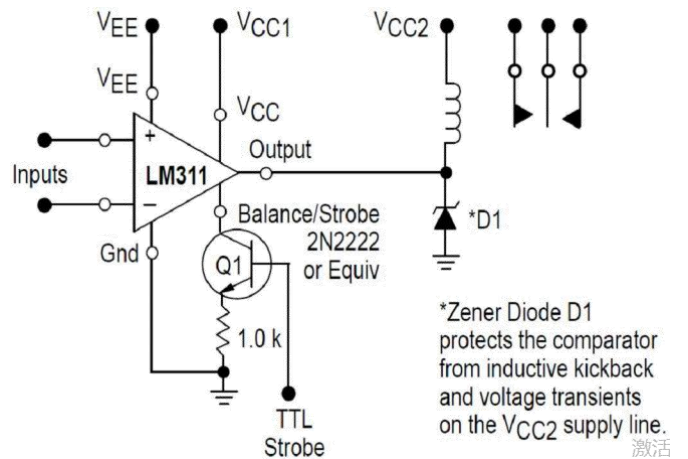 VEE
VCC1
VCC2
VEE
VCC
+
Output
Inputs
LM311
−
Balance/Strobe
2N2222
or Equiv
*D1
Gnd
Q1
1.0 k
*Zener Diode D1
protects the comparator
from inductive kickback
and voltage transients
on the VCC2 supply line.
TTL
Strobe
激活